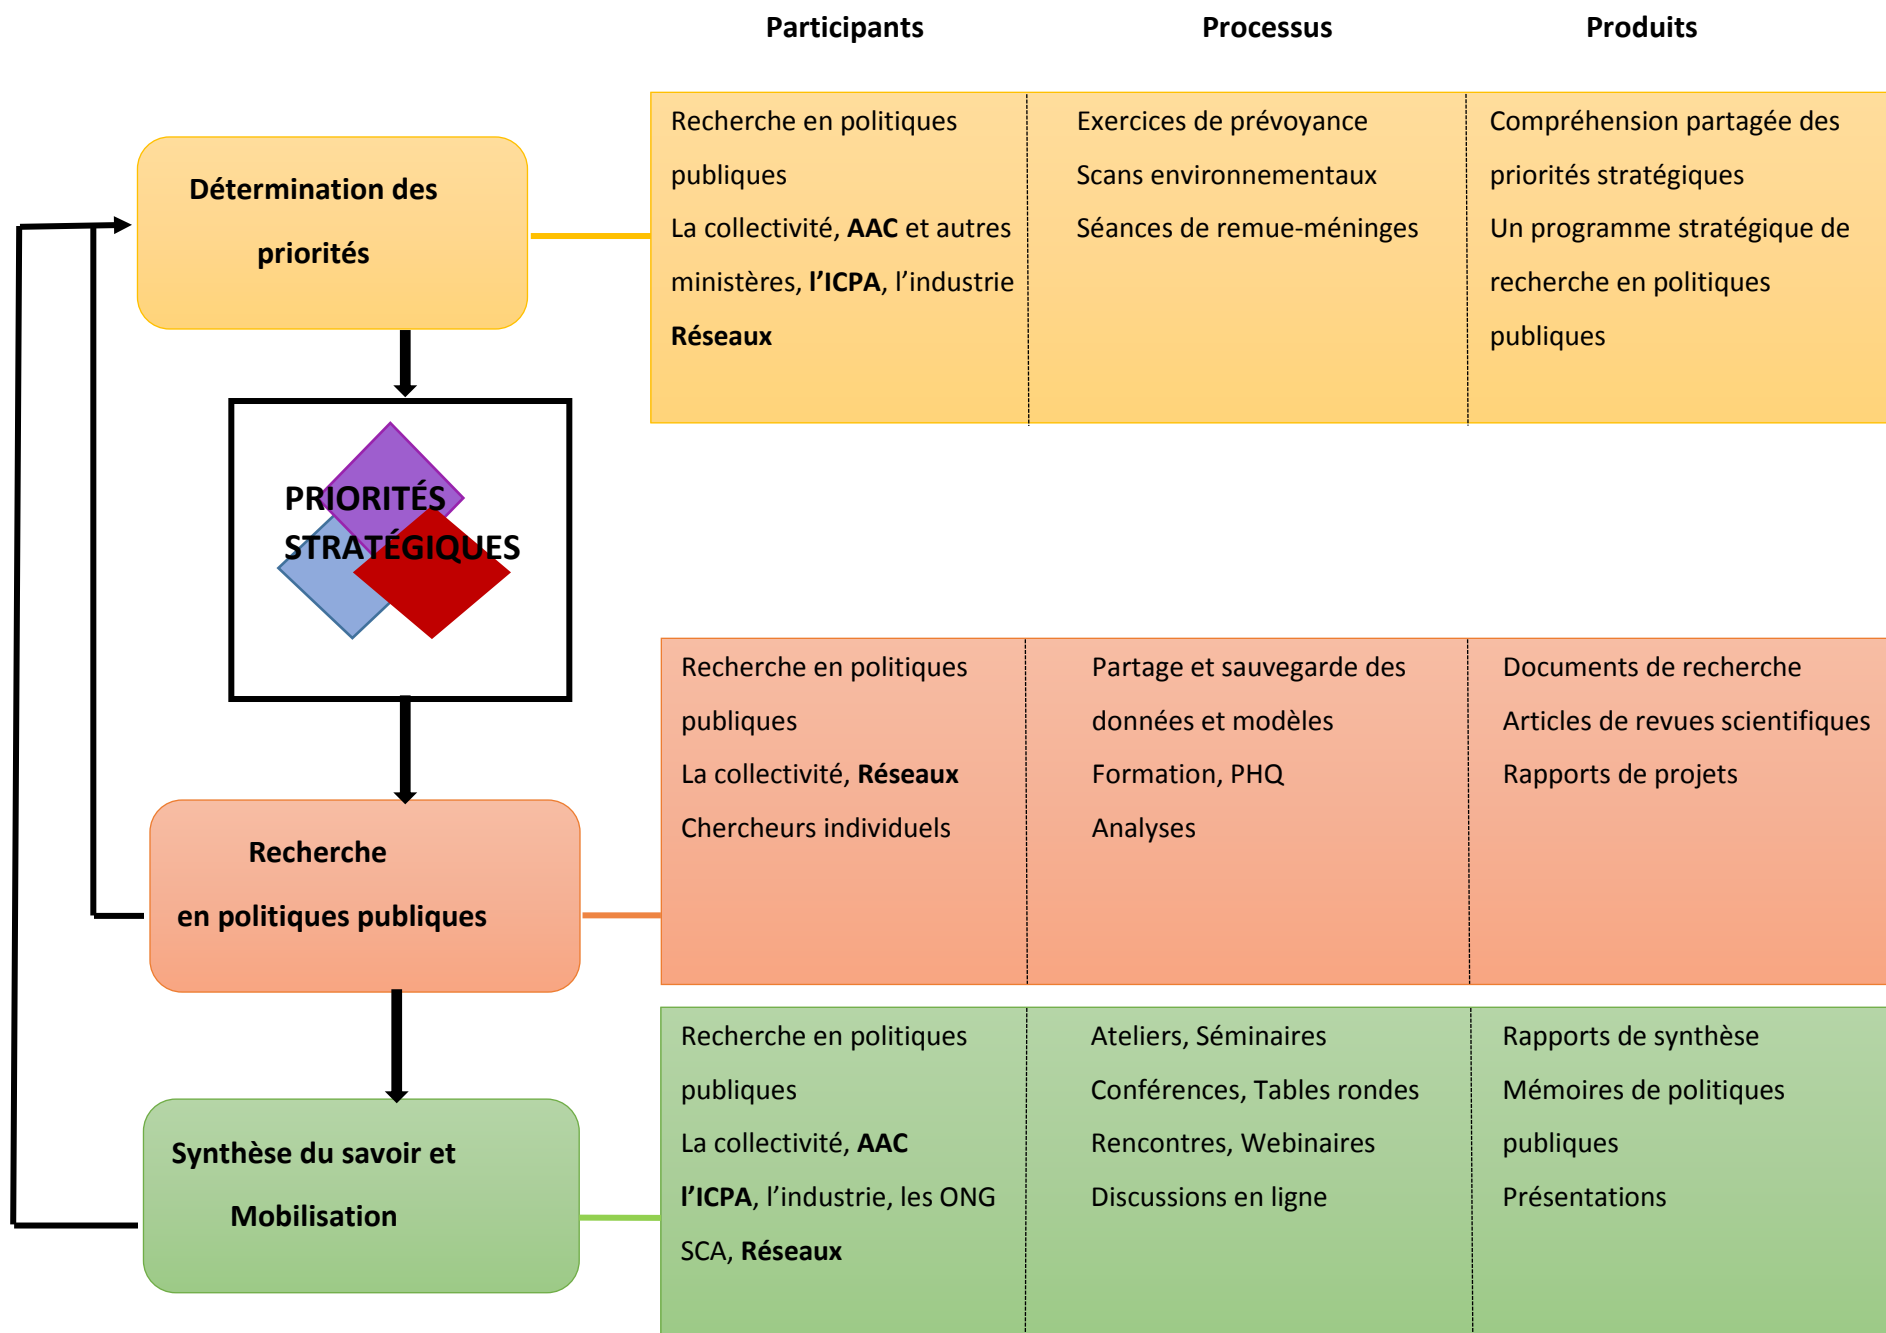 Participants
Processus
Produits
Détermination des
priorités
Recherche en politiques
publiques
La collectivité, AAC et autres
ministères, l’ICPA, l’industrie
Réseaux
Exercices de prévoyance
Scans environnementaux
Séances de remue-méninges
Compréhension partagée des
priorités stratégiques
Un programme stratégique de
recherche en politiques
publiques
PRIORITÉS
STRATÉGIQUES
Recherche
en politiques publiques
Recherche en politiques
publiques
La collectivité, Réseaux
Chercheurs individuels
Partage et sauvegarde des
données et modèles
Formation, PHQ
Analyses
Documents de recherche
Articles de revues scientifiques
Rapports de projets
Synthèse du savoir et
Mobilisation
Recherche en politiques
publiques
La collectivité, AAC
l’ICPA, l’industrie, les ONG
SCA, Réseaux
Ateliers, Séminaires
Conférences, Tables rondes
Rencontres, Webinaires
Discussions en ligne
Rapports de synthèse
Mémoires de politiques
publiques
Présentations